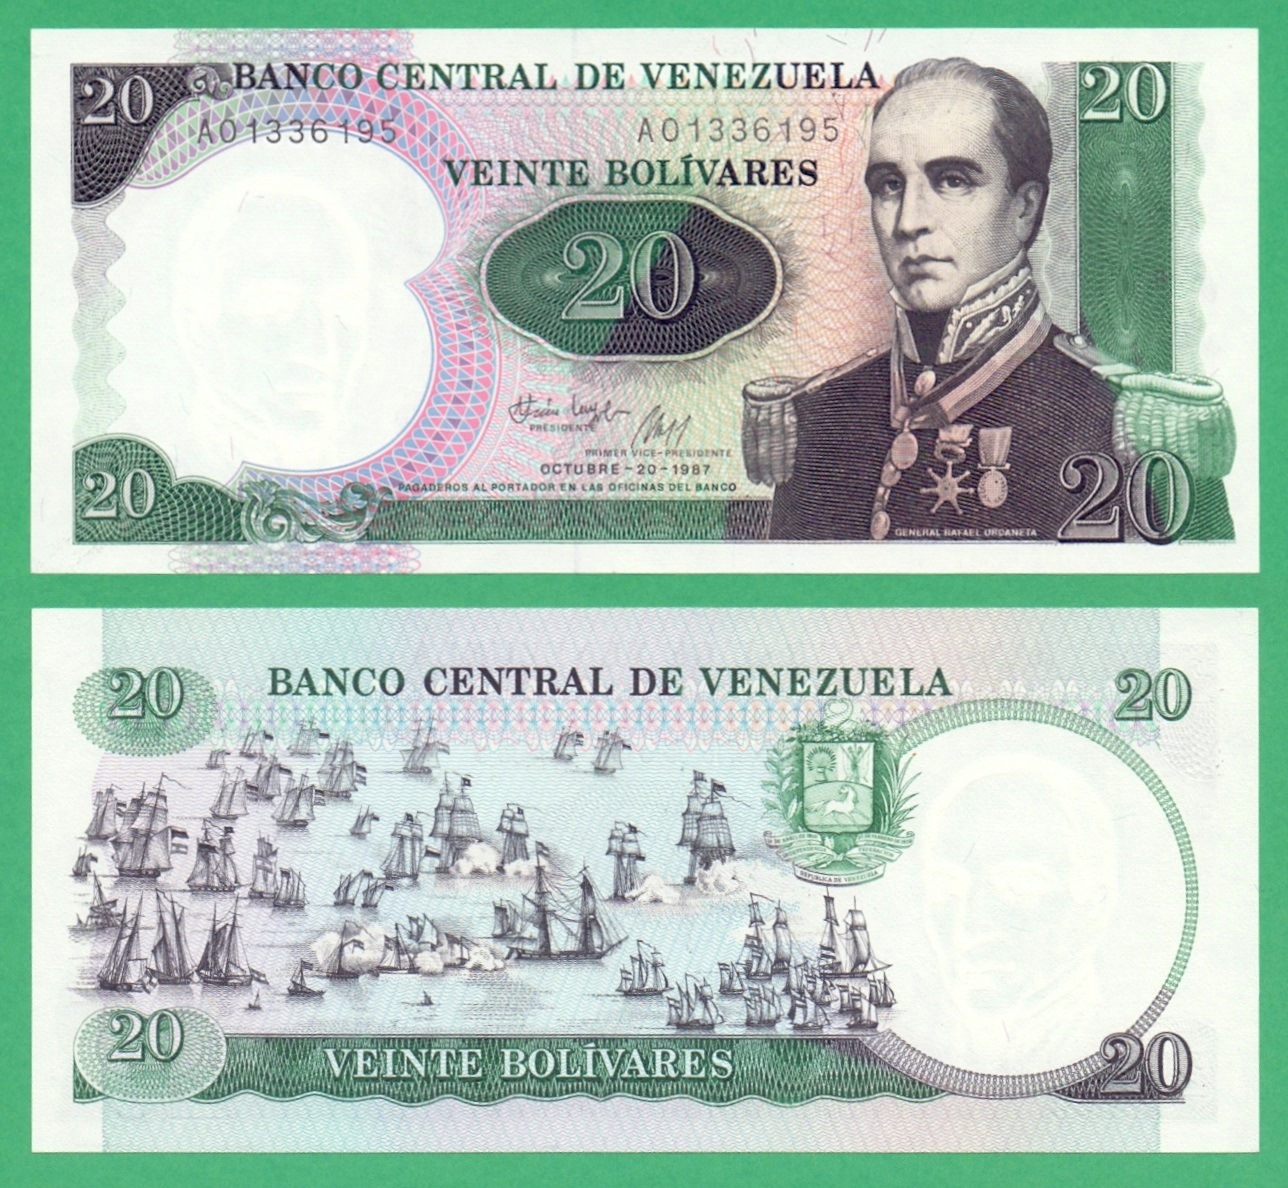 20
BANCO CENTRAL DE VENEZUELA
20
A01336195
A01336195
VEINTE BOLÍVARES
20
PRESIDENTE
PRIMER VICE-PRESIDENTE
OCTUBRE-20-1987
PAGADEROS AL PORTADOR EN LAS OFICINAS DEL BANCO
20
20
GENERAL RAFAEL URDANETA
20
BANCO CENTRAL DE VENEZUELA
20
REPUBLICA DE VENEZUELA
20
VEINTE BOLÍVARES
20